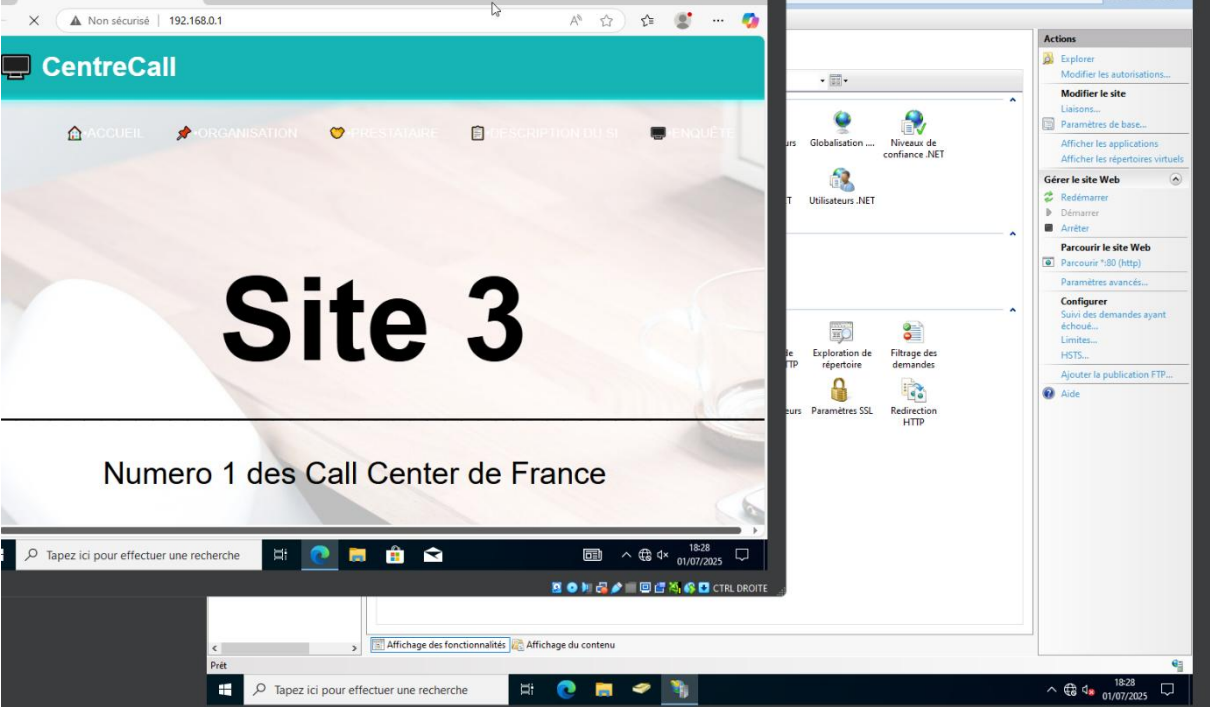 Non sécurisé
192.168.0.1
CentreCall
ACCUEIL
ORGANISATION
PRESTATAIRE
DESCRIPTION DU SI
ENQUÊTE
Site 3
Numero 1 des Call Center de France
Tapez ici pour effectuer une recherche
18:28
01/07/2025
CTRL DROITE
Globalisation ....
Niveaux de
confiance .NET
Utilisateurs .NET
Exploration de
répertoire
Filtrage des
demandes
Paramètres SSL
Redirection
HTTP
Actions
Explorer
Modifier les autorisations...
Modifier le site
Liaisons...
Paramètres de base...
Afficher les applications
Afficher les répertoires virtuels
Gérer le site Web
Redémarrer
Démarrer
Arrêter
Parcourir le site Web
Parcourir *:80 (http)
Paramètres avancés...
Configurer
Suivi des demandes ayant
échoué...
Limites...
HSTS...
Ajouter la publication FTP...
Aide
Affichage des fonctionnalités
Affichage du contenu
Prêt
Tapez ici pour effectuer une recherche
18:28
01/07/2025